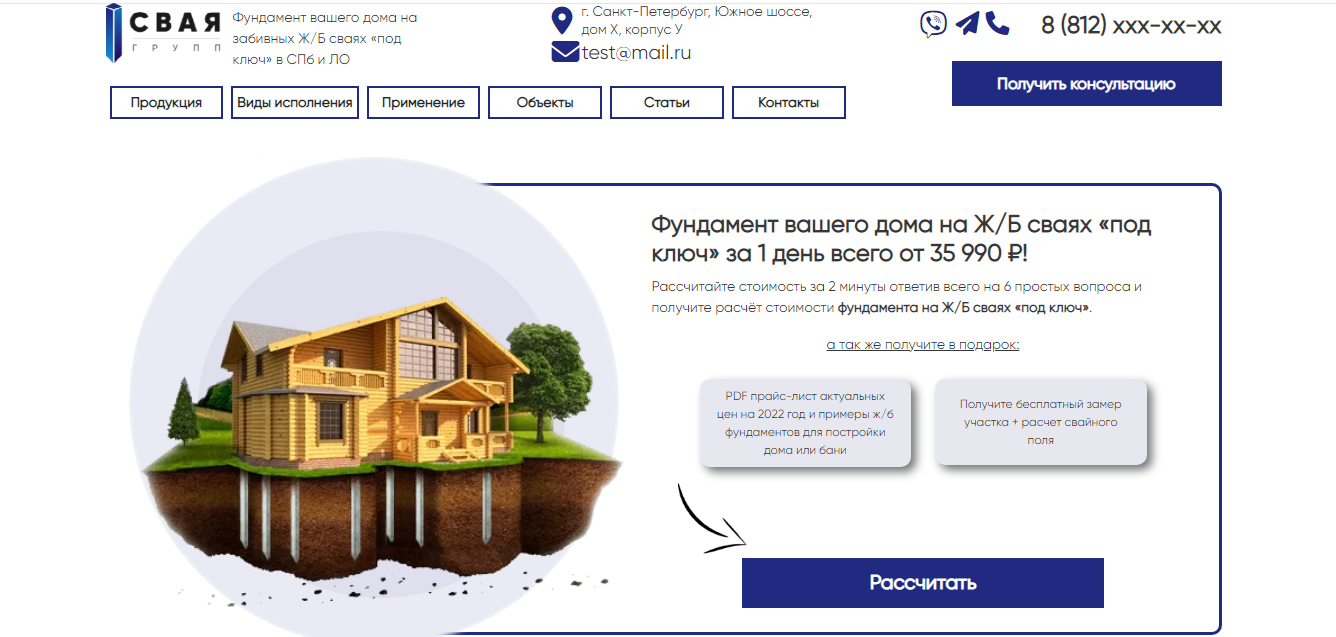 СВАЯ
ГРУПП
Фундамент вашего дома на
забивных Ж/Б сваях «под
ключ» в СПб и ЛО
г. Санкт-Петербург, Южное шоссе,
дом X, корпус У
test@mail.ru
8 (812) xxx-xx-xx
Получить консультацию
Продукция
Виды исполнения
Применение
Объекты
Статьи
Контакты
Фундамент вашего дома на Ж/Б сваях «под
ключ» за 1 день всего от 35 990 ₽!
Рассчитайте стоимость за 2 минуты ответив всего на 6 простых вопроса и
получите расчёт стоимости фундамента на Ж/Б сваях «под ключ».
а так же получите в подарок:
PDF прайс-лист актуальных
цен на 2022 год и примеры ж/б
фундаментов для постройки
дома или бани
Получите бесплатный замер
участка + расчет свайного
поля
Рассчитать